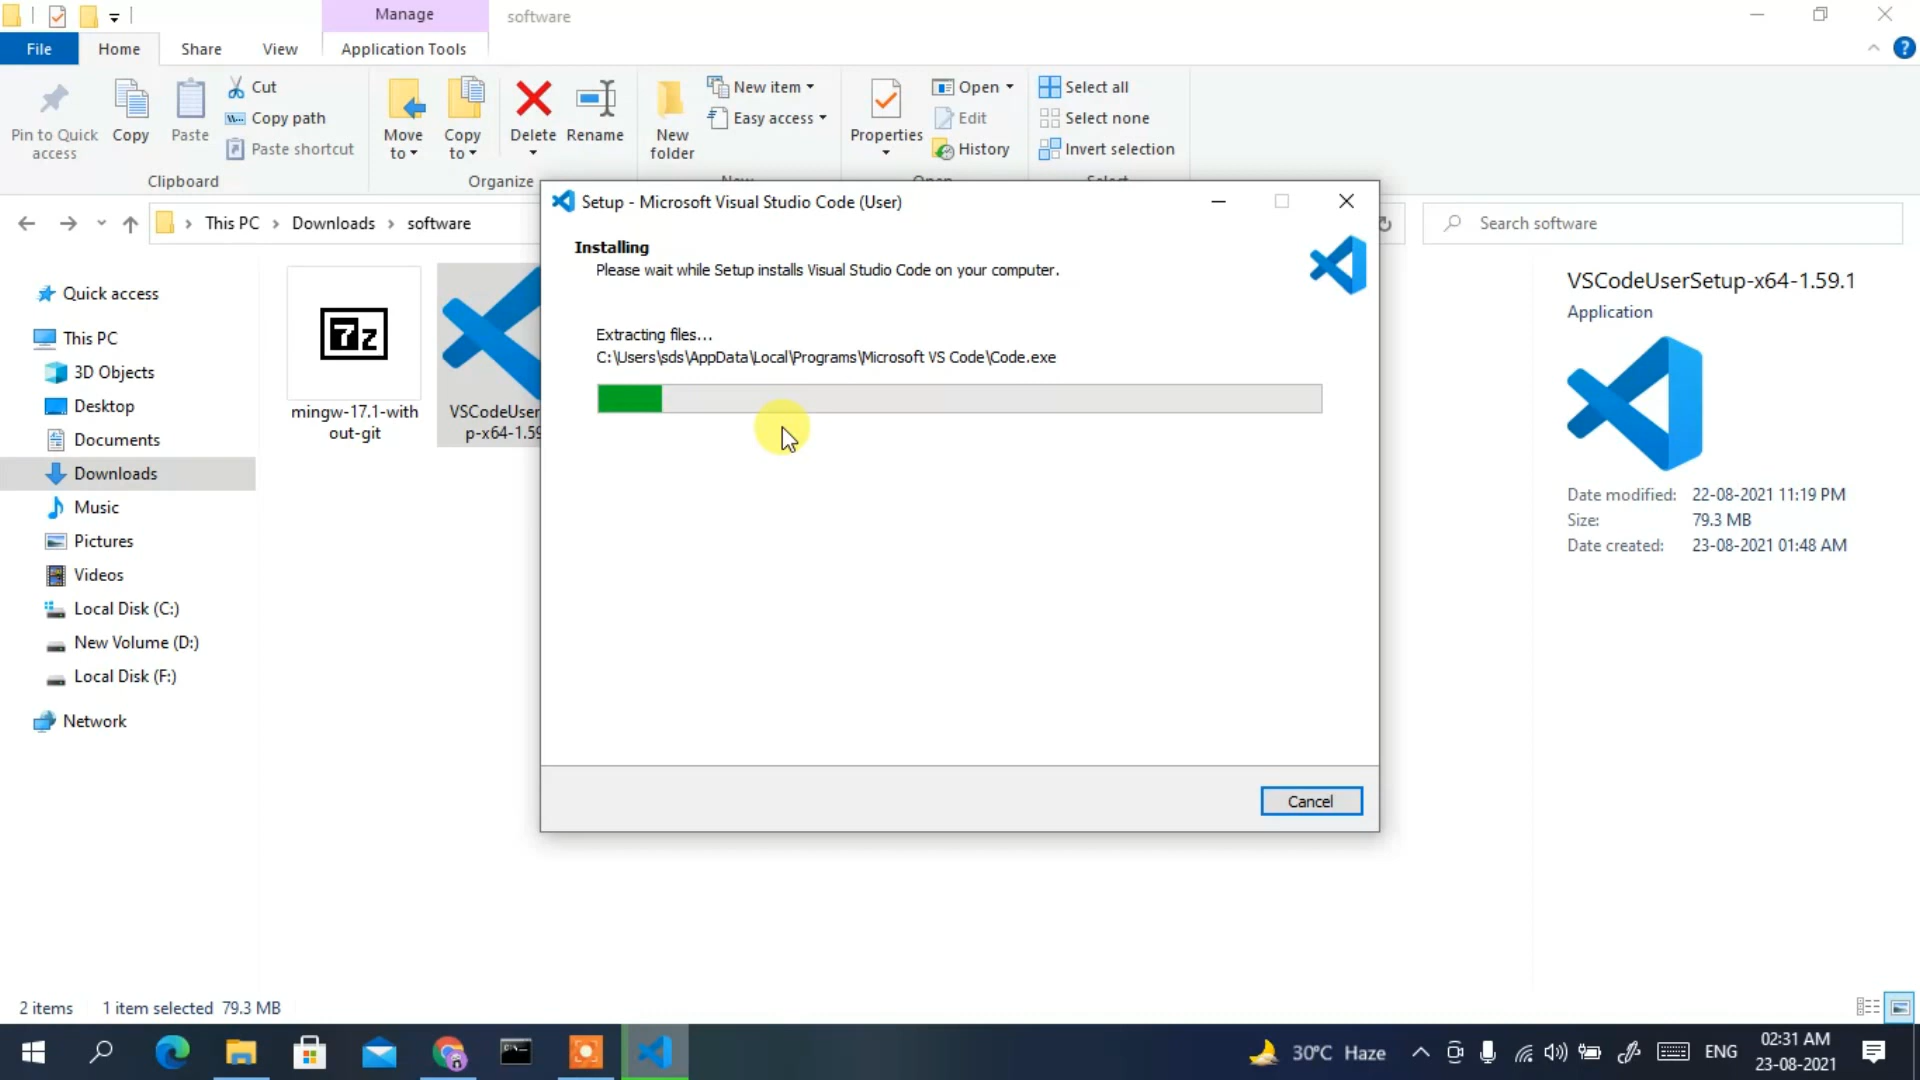 Manage
software
File
Home
Share
View
Application Tools
Pin to Quick
access
Copy
Paste
Cut
Copy path
Paste shortcut
Clipboard
Move
to
Copy
to
Delete
Rename
Organize
New
folder
New item
Easy access
Properties
Open
Edit
History
Select all
Select none
Invert selection
This PC
Downloads
software
Search software
Quick access
This PC
3D Objects
Desktop
Documents
Downloads
Music
Pictures
Videos
Local Disk (C:)
New Volume (D:)
Local Disk (F:)
Network
7z
mingw-17.1-with
out-git
VSCodeUser
p-x64-1.59
Setup - Microsoft Visual Studio Code (User)
Installing
Please wait while Setup installs Visual Studio Code on your computer.
Extracting files...
C:\Users\sds\AppData\Local\Programs\Microsoft VS Code\Code.exe
Cancel
VSCodeUserSetup-x64-1.59.1
Application
Date modified: 22-08-2021 11:19 PM
Size: 79.3 MB
Date created: 23-08-2021 01:48 AM
2 items
1 item selected 79.3 MB
30°C Haze
ENG
02:31 AM
23-08-2021